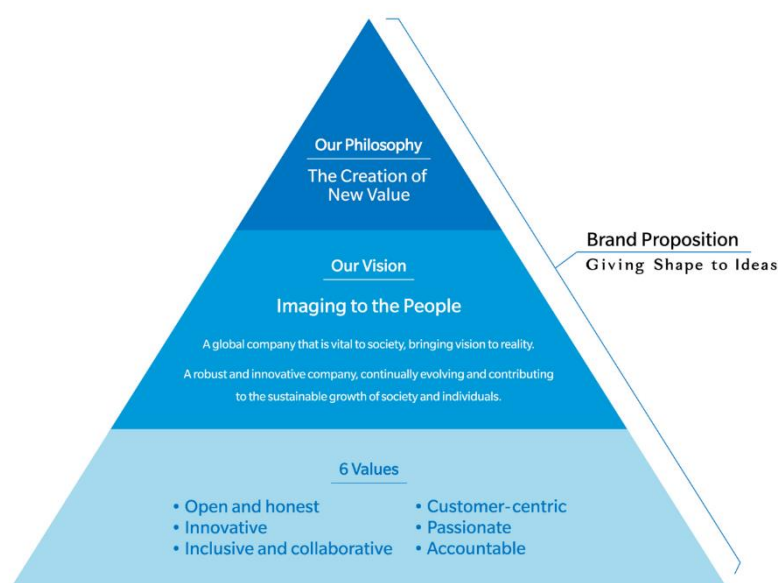 Our Philosophy
The Creation of
New Value
Brand Proposition
Giving Shape to Ideas
Our Vision
Imaging to the People
A global company that is vital to society, bringing vision to reality.
A robust and innovative company, continually evolving and contributing
to the sustainable growth of society and individuals.
6 Values
• Open and honest
• Innovative
• Inclusive and collaborative
• Customer-centric
• Passionate
• Accountable